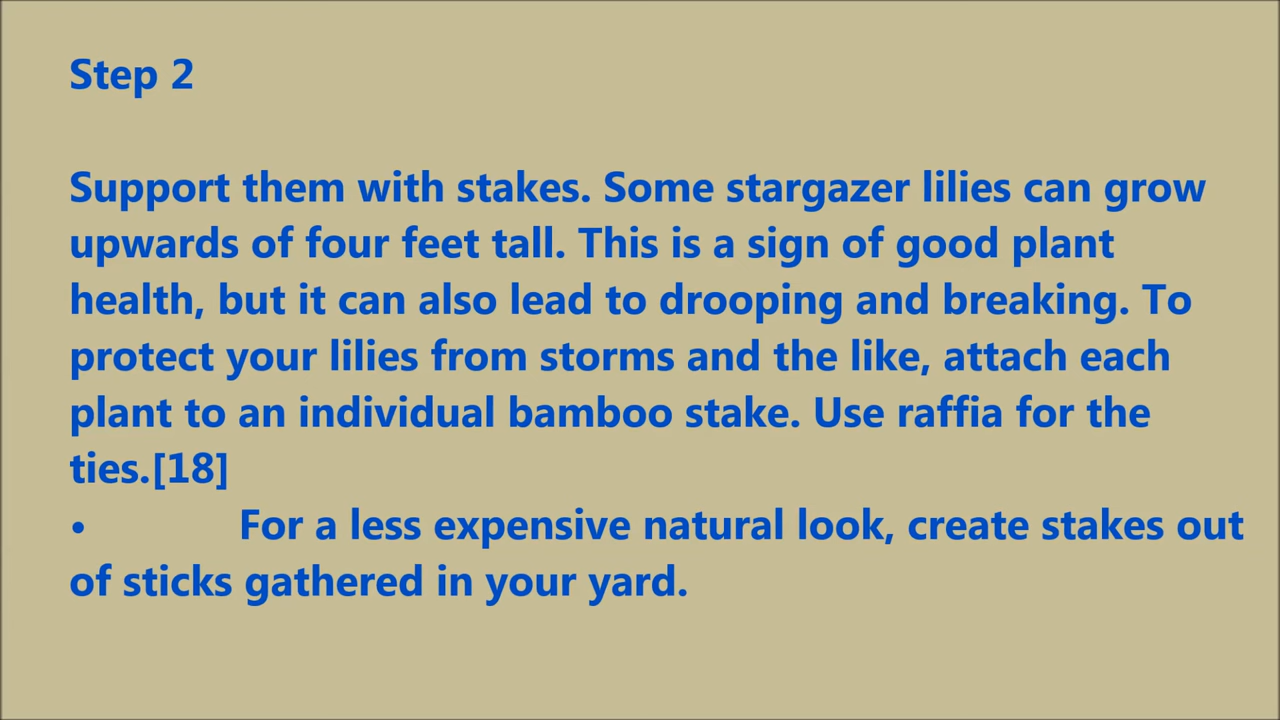 Step 2
Support them with stakes. Some stargazer lilies can grow
upwards of four feet tall. This is a sign of good plant
health, but it can also lead to drooping and breaking. To
protect your lilies from storms and the like, attach each
plant to an individual bamboo stake. Use raffia for the
ties.[18]
• For a less expensive natural look, create stakes out
of sticks gathered in your yard.